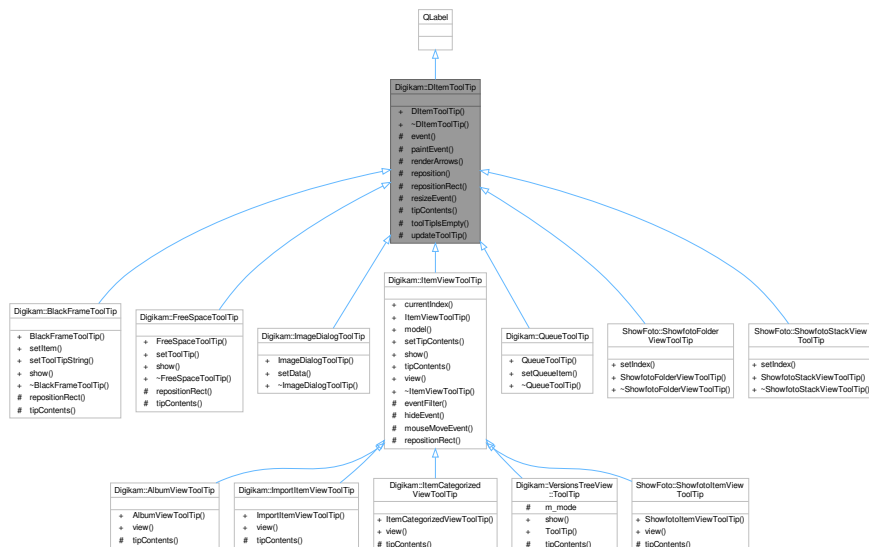 QLabel
Digikam::DItemToolTip
+ DItemToolTip()
+ ~DItemToolTip()
# event()
# paintEvent()
# renderArrows()
# reposition()
# repositionRect()
# resizeEvent()
# tipContents()
# toolTipIsEmpty()
# updateToolTip()
Digikam::BlackFrameToolTip
+ BlackFrameToolTip()
+ setItem()
+ setToolTipString()
+ show()
+ ~BlackFrameToolTip()
# repositionRect()
# tipContents()
Digikam::FreeSpaceToolTip
+ FreeSpaceToolTip()
+ setToolTip()
+ show()
+ ~FreeSpaceToolTip()
# repositionRect()
# tipContents()
Digikam::ImageDialogToolTip
+ ImageDialogToolTip()
+ setData()
+ ~ImageDialogToolTip()
Digikam::ItemViewToolTip
+ currentIndex()
+ ItemViewToolTip()
+ model()
+ setTipContents()
+ show()
+ tipContents()
+ view()
+ ~ItemViewToolTip()
# eventFilter()
# hideEvent()
# mouseMoveEvent()
# repositionRect()
Digikam::QueueToolTip
+ QueueToolTip()
+ setQueueItem()
+ ~QueueToolTip()
ShowFoto::ShowfotoFolder
ViewToolTip
+ setIndex()
+ ShowfotoFolderViewToolTip()
+ ~ShowfotoFolderViewToolTip()
ShowFoto::ShowfotoStackView
ToolTip
+ setIndex()
+ ShowfotoStackViewToolTip()
+ ~ShowfotoStackViewToolTip()
Digikam::AlbumViewToolTip
+ AlbumViewToolTip()
+ view()
# tipContents()
Digikam::ImportItemViewToolTip
+ ImportItemViewToolTip()
+ view()
# tipContents()
Digikam::ItemCategorized
ViewToolTip
+ ItemCategorizedViewToolTip()
+ view()
# tipContents()
Digikam::VersionsTreeView
::ToolTip
# m_mode
+ show()
+ ToolTip()
# tipContents()
ShowFoto::ShowfotoItemView
ToolTip
+ ShowfotoItemViewToolTip()
+ view()
# tipContents()